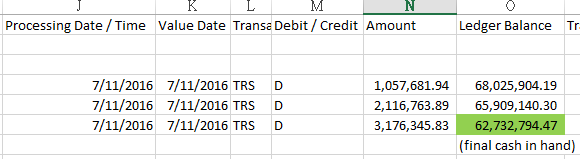 J K L M N O
Processing Date / Time Value Date Transa Debit / Credit Amount Ledger Balance Tr
7/11/2016 7/11/2016 TRS D 1,057,681.94 68,025,904.19
7/11/2016 7/11/2016 TRS D 2,116,763.89 65,909,140.30
7/11/2016 7/11/2016 TRS D 3,176,345.83 62,732,794.47
(final cash in hand)